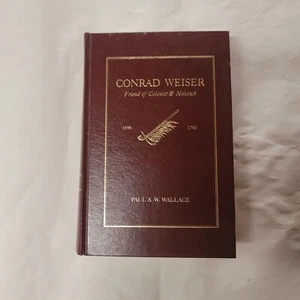 CONRAD WEISER
Friend of Colonist & Mohawk
1696 1760
PAUL A. W. WALLACE